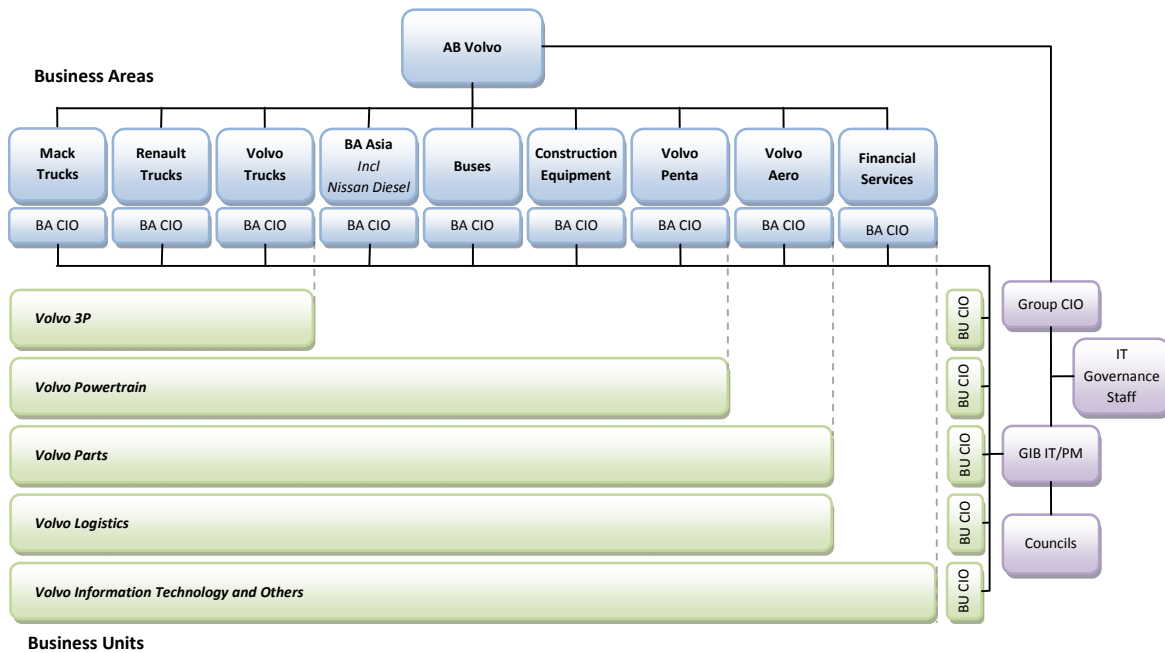 AB Volvo
Business Areas
Mack
Trucks
Renault
Trucks
Volvo
Trucks
BA Asia
Incl
Nissan Diesel
Buses
Construction
Equipment
Volvo
Penta
Volvo
Aero
Financial
Services
BA CIO
BA CIO
BA CIO
BA CIO
BA CIO
BA CIO
BA CIO
BA CIO
BA CIO
Volvo 3P
BU CIO
Group CIO
IT
Governance
Staff
Volvo Powertrain
BU CIO
Volvo Parts
BU CIO
GIB IT/PM
Volvo Logistics
BU CIO
Councils
Volvo Information Technology and Others
BU CIO
Business Units